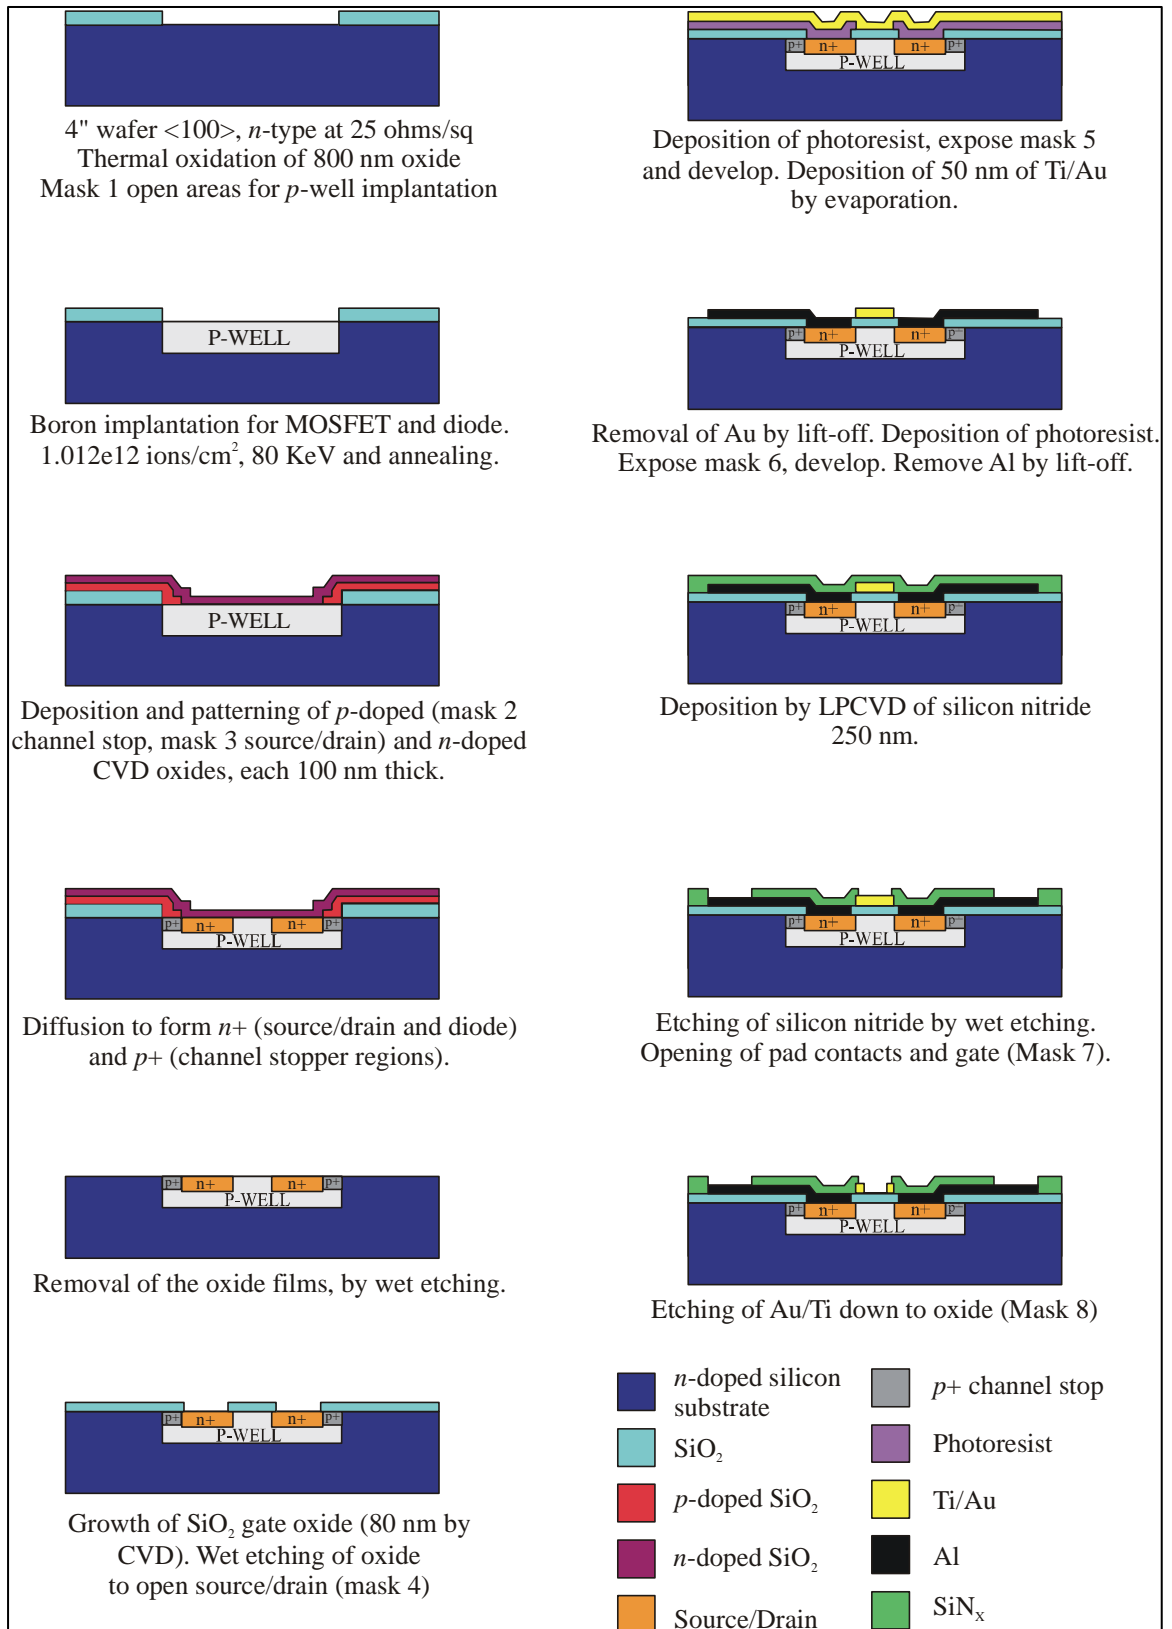 4" wafer <100>, n-type at 25 ohms/sq
Thermal oxidation of 800 nm oxide
Mask 1 open areas for p-well implantation
P-WELL
Boron implantation for MOSFET and diode.
1.012e12 ions/cm², 80 KeV and annealing.
P-WELL
Deposition and patterning of p-doped (mask 2
channel stop, mask 3 source/drain) and n-doped
CVD oxides, each 100 nm thick.
p+ n+ n+ p+
P-WELL
Diffusion to form n+ (source/drain and diode)
and p+ (channel stopper regions).
p+ n+ n+ p+
P-WELL
Removal of the oxide films, by wet etching.
p+ n+ n+ p+
P-WELL
Growth of SiO₂ gate oxide (80 nm by
CVD). Wet etching of oxide
to open source/drain (mask 4)
p+ n+ n+ p+
P-WELL
Deposition of photoresist, expose mask 5
and develop. Deposition of 50 nm of Ti/Au
by evaporation.
p+ n+ n+ p+
P-WELL
Removal of Au by lift-off. Deposition of photoresist.
Expose mask 6, develop. Remove Al by lift-off.
p+ n+ n+ p+
P-WELL
Deposition by LPCVD of silicon nitride
250 nm.
p+ n+ n+ p+
P-WELL
Etching of silicon nitride by wet etching.
Opening of pad contacts and gate (Mask 7).
p+ n+ n+ p+
P-WELL
Etching of Au/Ti down to oxide (Mask 8)
n-doped silicon
substrate
SiO₂
p-doped SiO₂
n-doped SiO₂
Source/Drain
p+ channel stop
Photoresist
Ti/Au
Al
SiNₓ